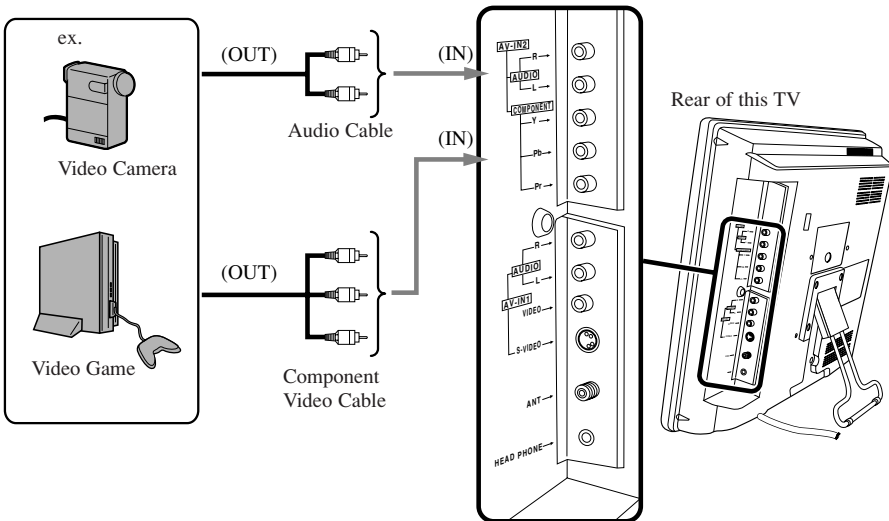 ex.
Video Camera
Video Game
(OUT)
Audio Cable
(IN)
(OUT)
Component
Video Cable
(IN)
AV-IN2
R
AUDIO
L
COMPONENT
Y
Pb
Pr
R
AUDIO
L
AV-IN1
VIDEO
S-VIDEO
ANT
HEAD PHONE
Rear of this TV